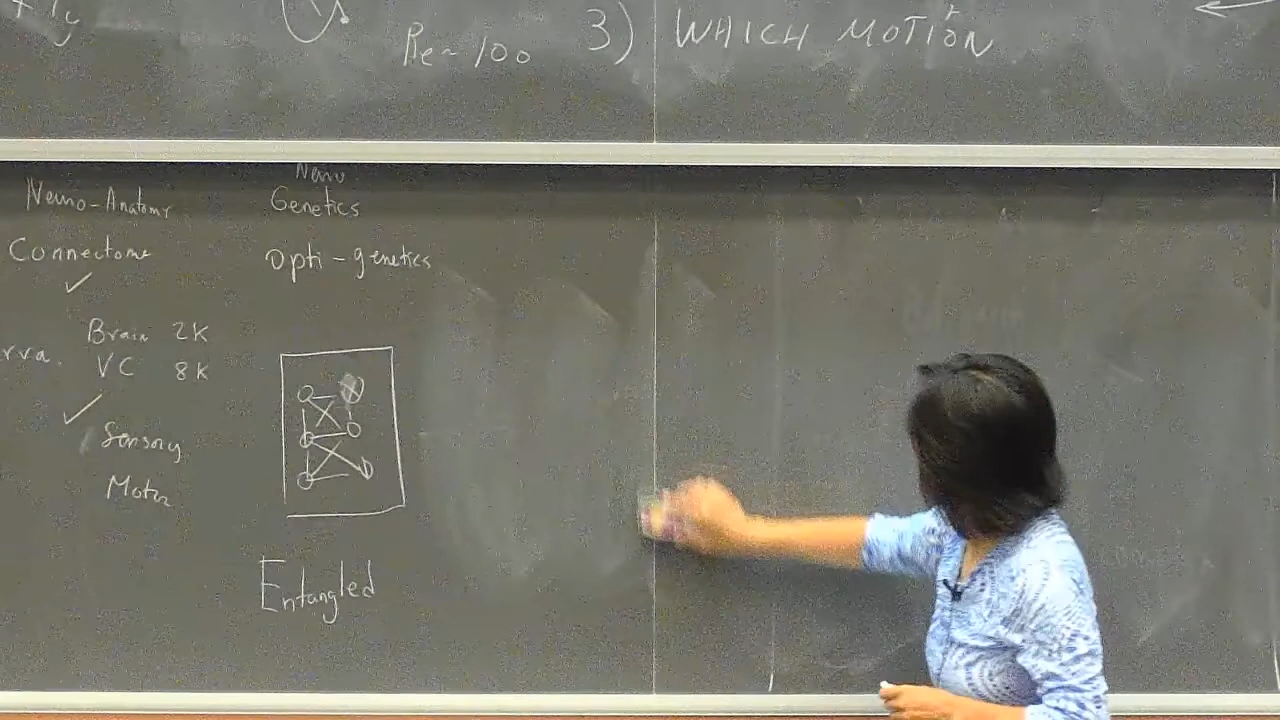 Re~100
3) WHICH MOTION
Neuro-Anatomy
Connectome
rva.
Brain 2K
VC 8K
Sensory
Motor
Neuro
Genetics
Opti-genetics
Entangled